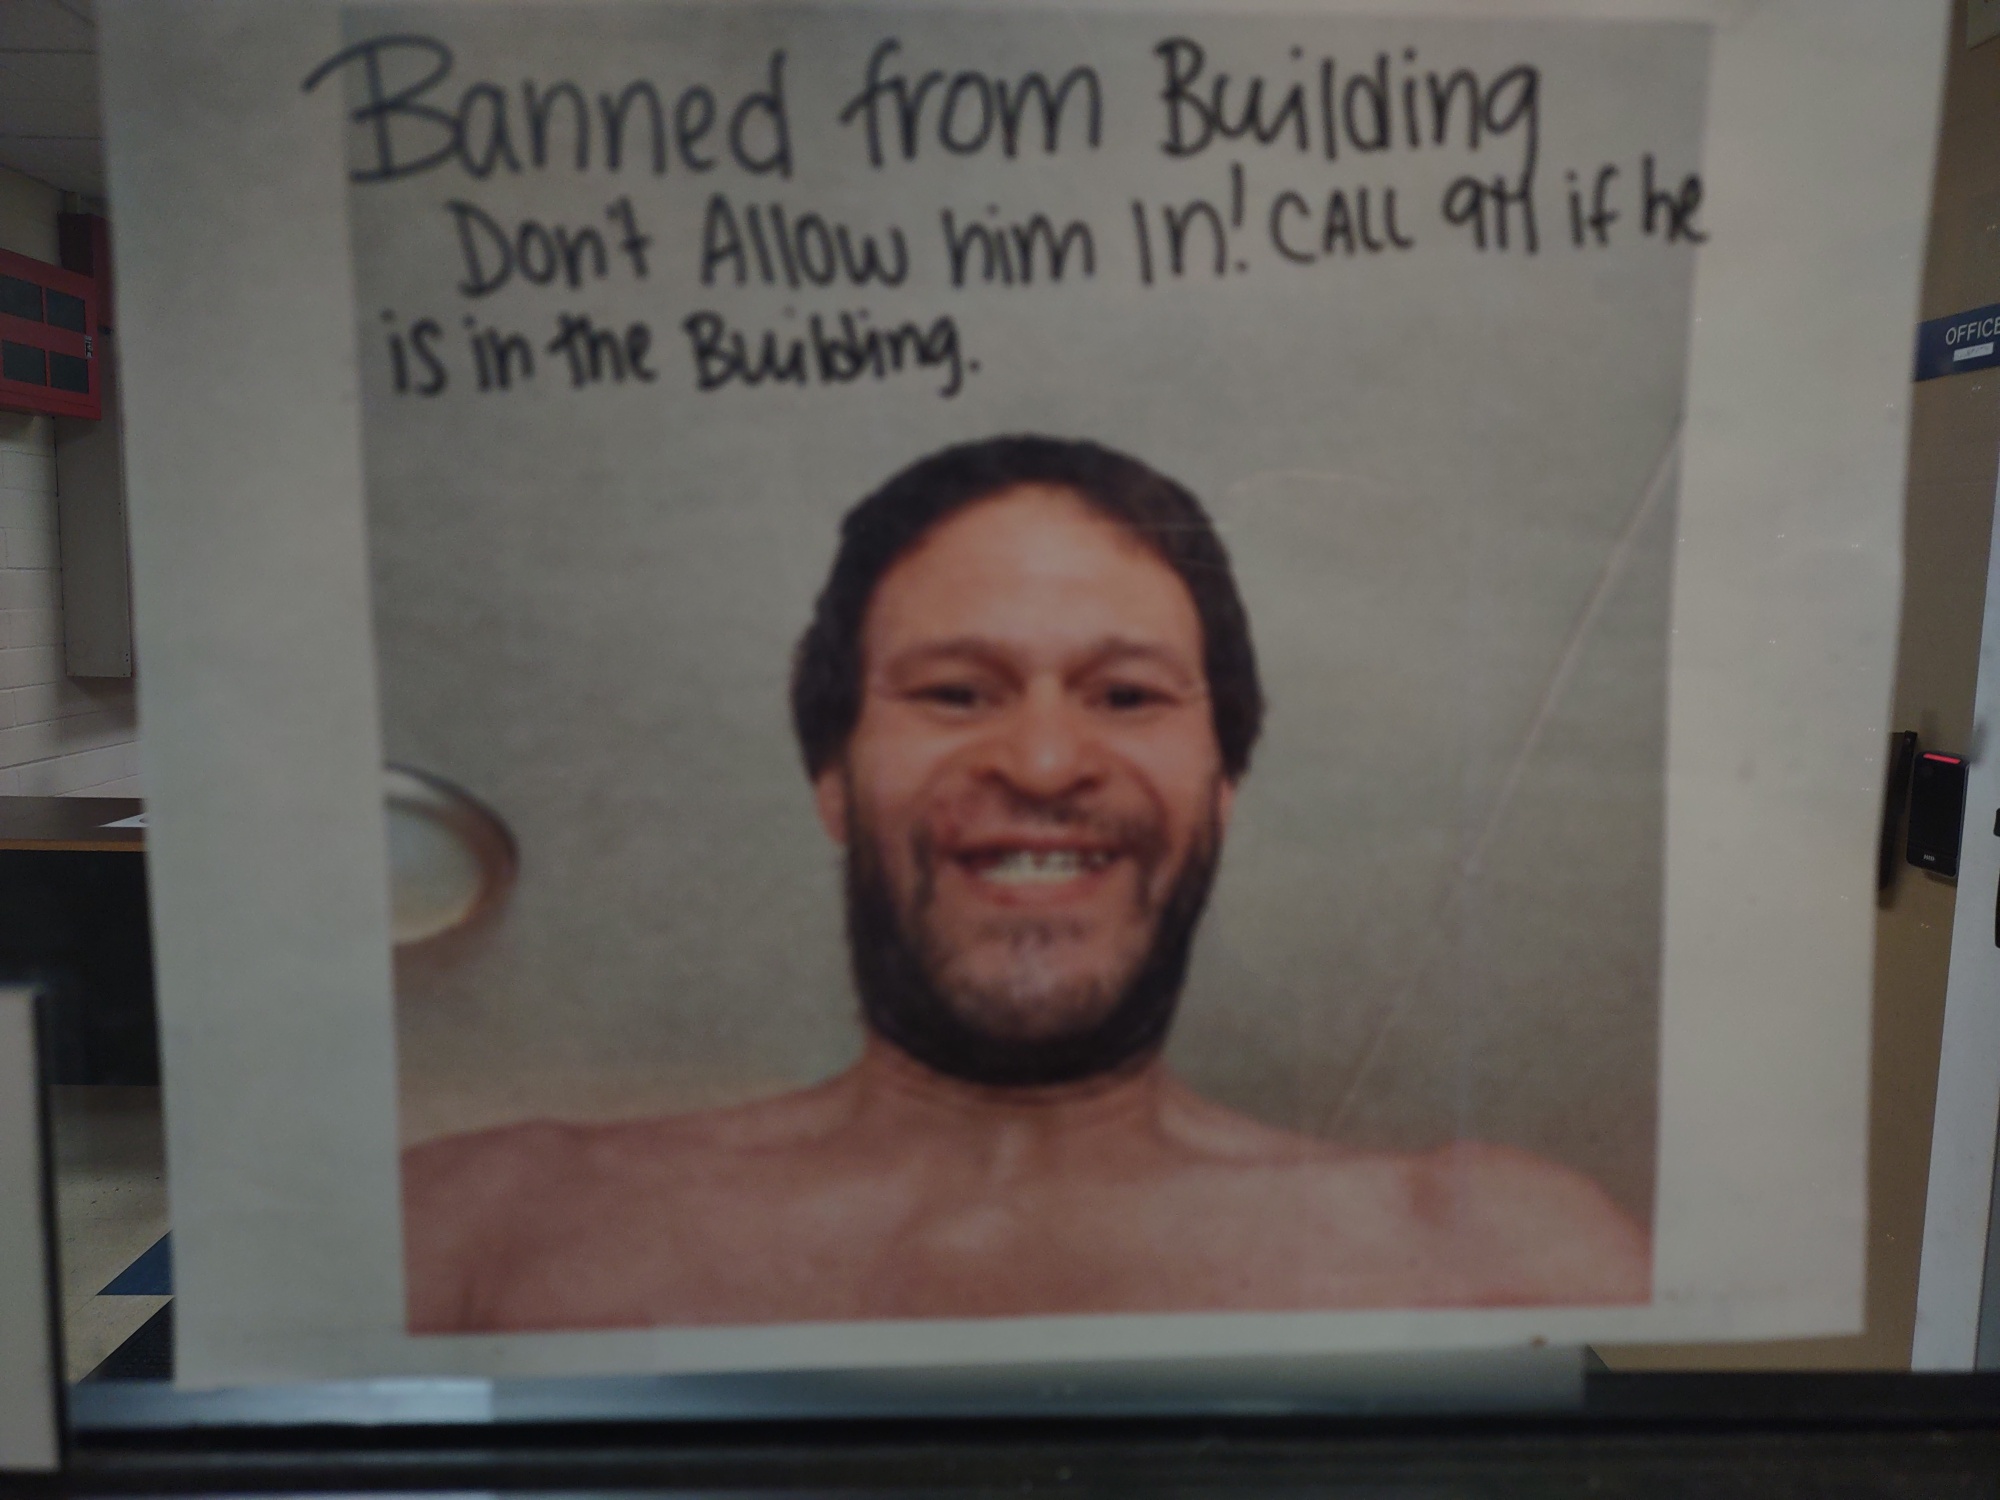 Banned from Building
Don't Allow him In! CALL 911 if he
is in the Building.
OFFICE